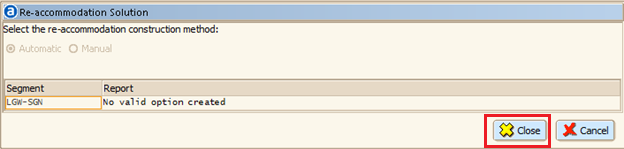 Re-accommodation Solution
Select the re-accommodation construction method:
Automatic Manual
Segment Report
LGW-SGN No valid option created
Close Cancel